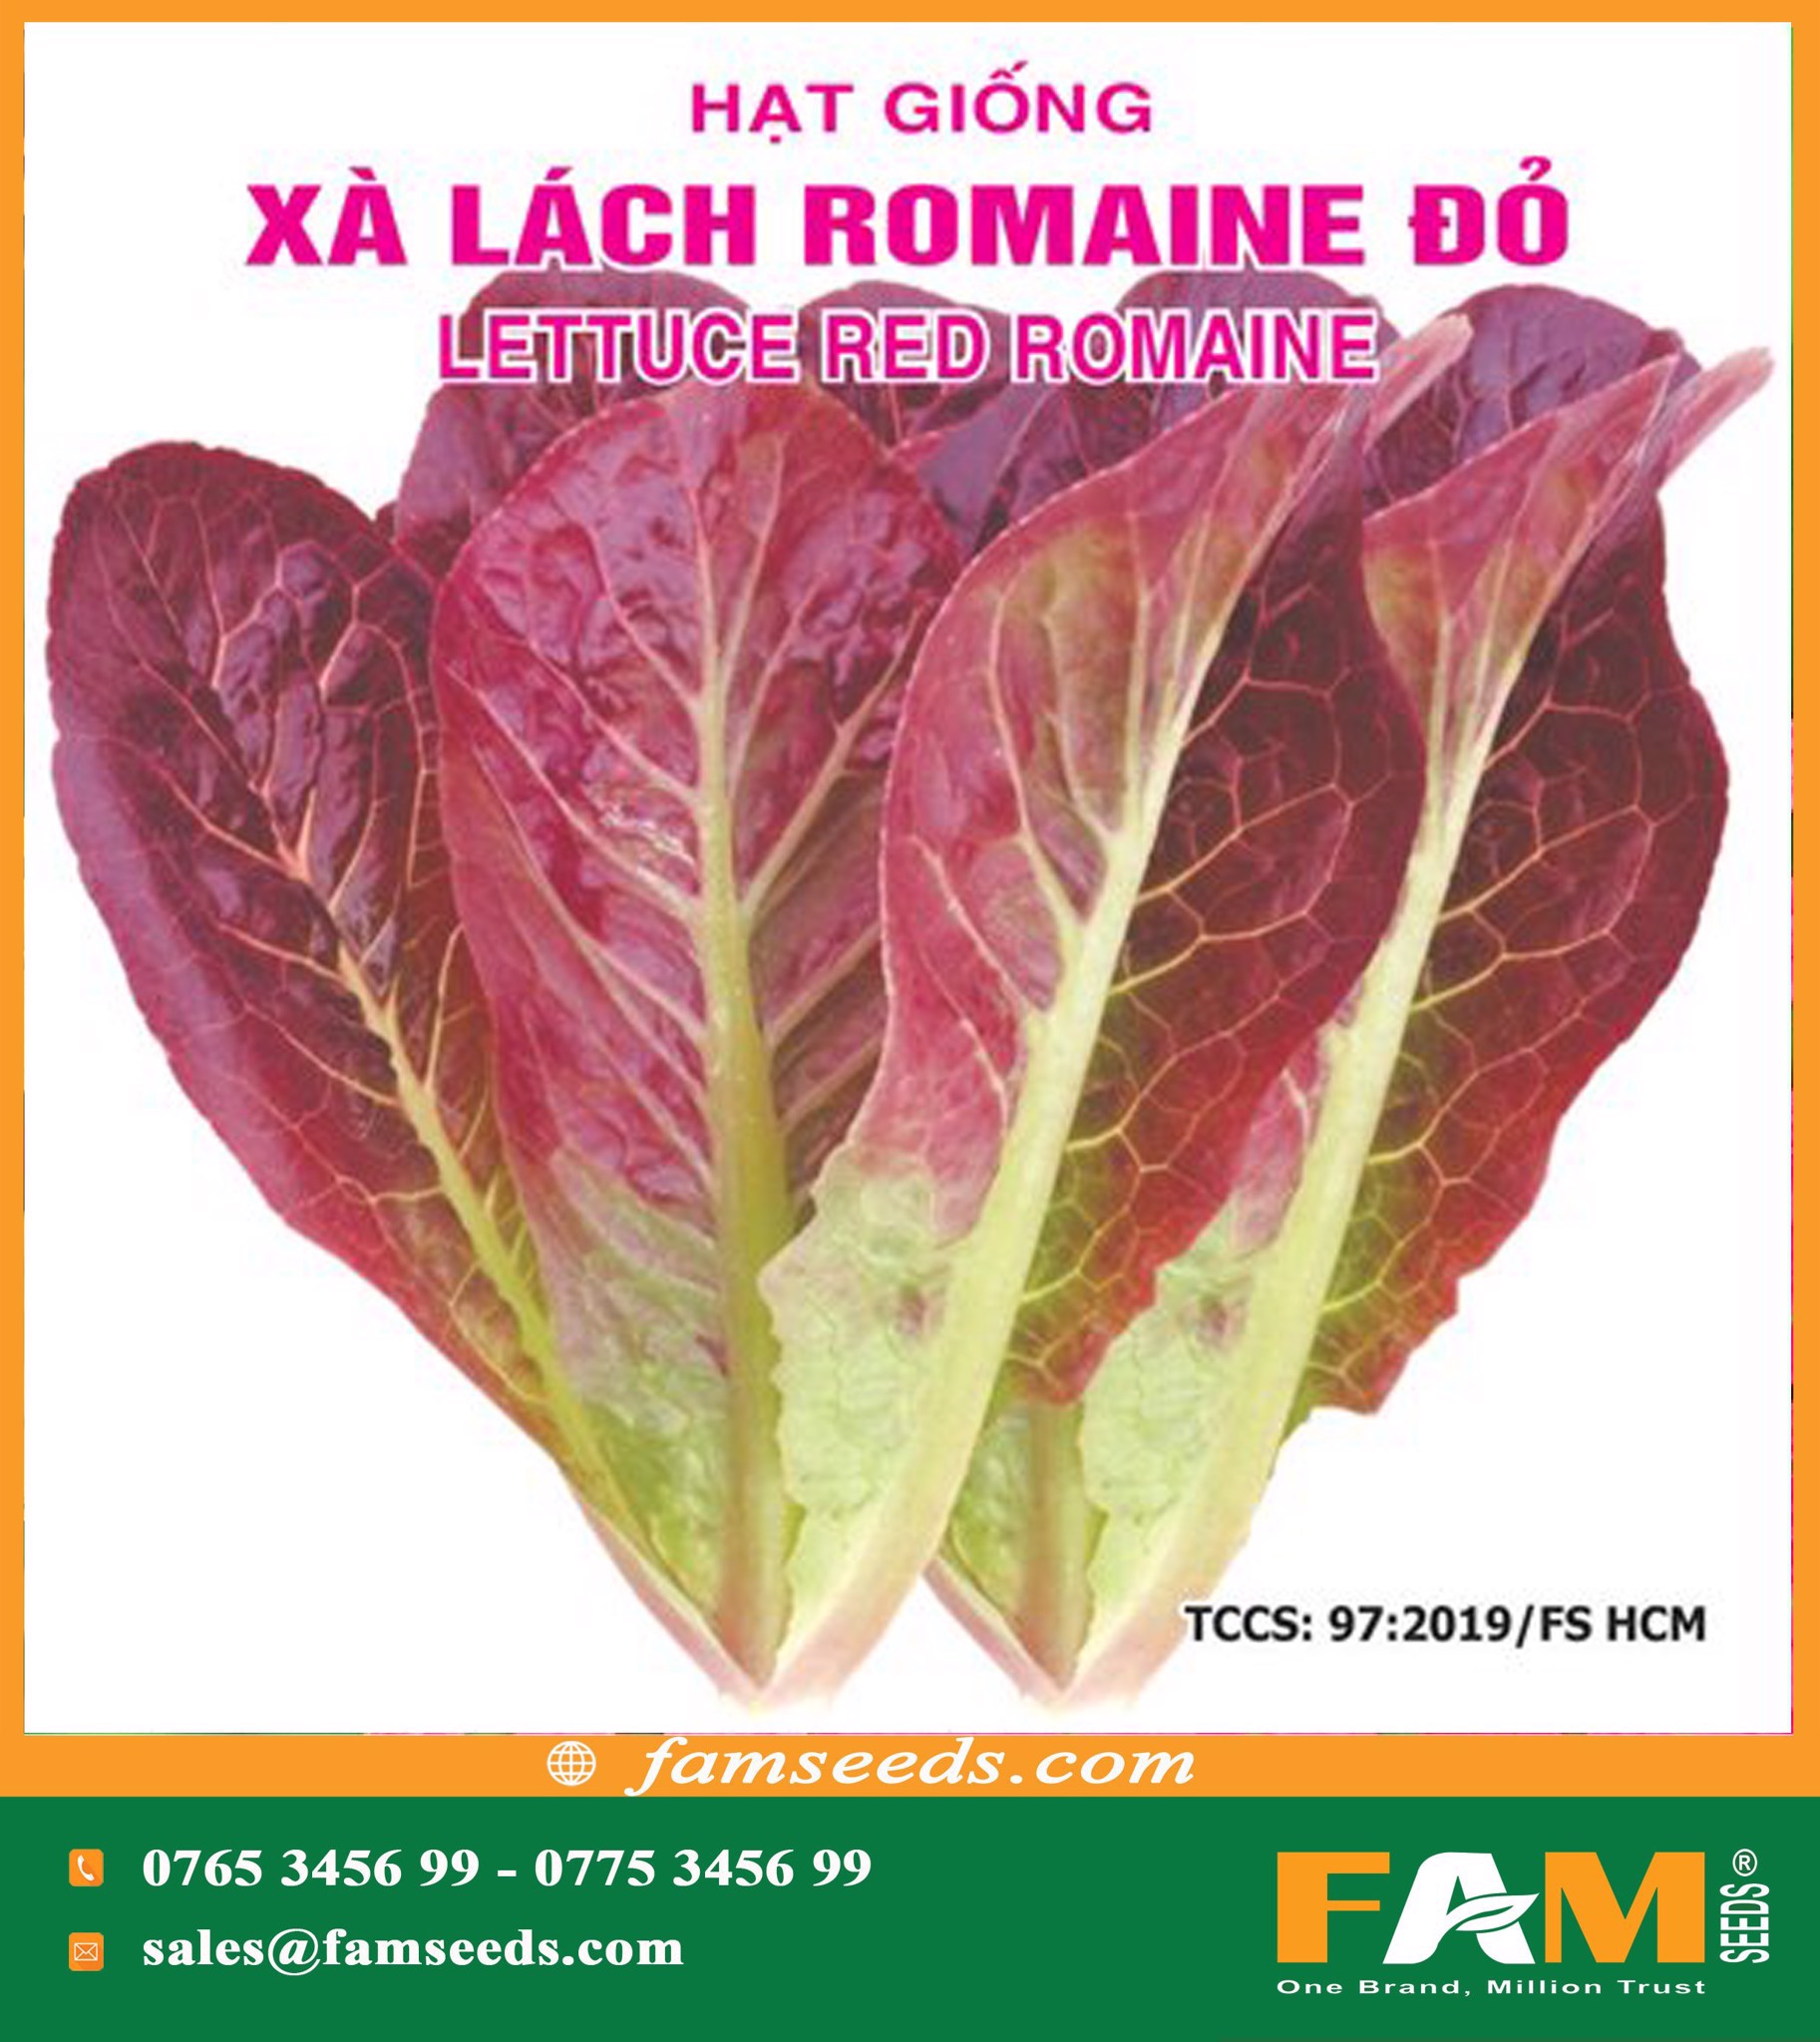 HẠT GIỐNG
XÀ LÁCH ROMAINE ĐỎ
LETTUCE RED ROMAINE
TCCS: 97:2019/FS HCM
famseeds.com
0765 3456 99 - 0775 3456 99
sales@famseeds.com
FAM SEEDS®
One Brand, Million Trust